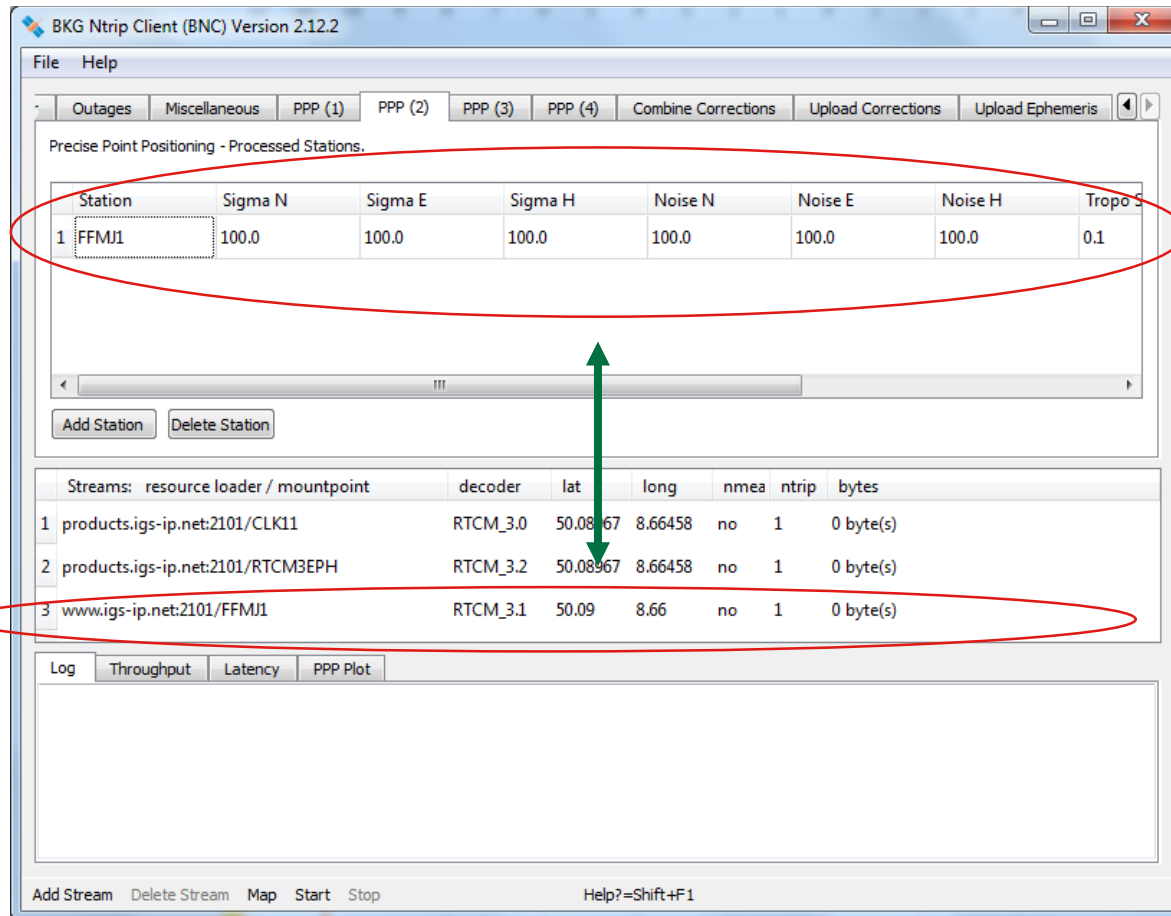 BKG Ntrip Client (BNC) Version 2.12.2
File Help
Outages Miscellaneous PPP (1) PPP (2) PPP (3) PPP (4) Combine Corrections Upload Corrections Upload Ephemeris
Precise Point Positioning - Processed Stations.
Station Sigma N Sigma E Sigma H Noise N Noise E Noise H Tropo S
1 FFMJ1 100.0 100.0 100.0 100.0 100.0 100.0 0.1
Add Station Delete Station
Streams: resource loader / mountpoint decoder lat long nmea ntrip bytes
1 products.igs-ip.net:2101/CLK11 RTCM_3.0 50.08967 8.66458 no 1 0 byte(s)
2 products.igs-ip.net:2101/RTCM3EPH RTCM_3.2 50.08967 8.66458 no 1 0 byte(s)
3 www.igs-ip.net:2101/FFMJ1 RTCM_3.1 50.09 8.66 no 1 0 byte(s)
Log Throughput Latency PPP Plot
Add Stream Delete Stream Map Start Stop Help?=Shift+F1